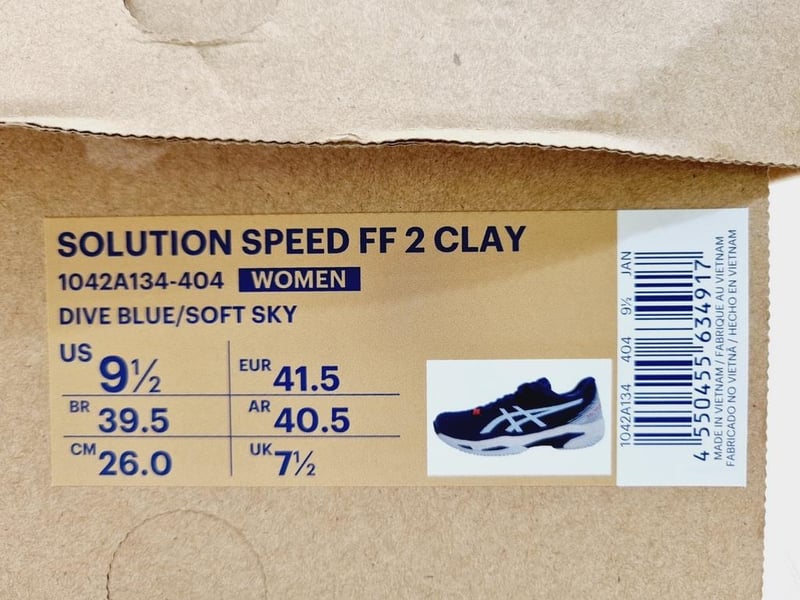 SOLUTION SPEED FF 2 CLAY
1042A134-404 WOMEN
DIVE BLUE/SOFT SKY
US 9½
EUR 41.5
BR 39.5
AR 40.5
CM 26.0
UK 7½
1042A134 404 9½ JAN
4 550455 634917
MADE IN VIETNAM / FABRIQUE AU VIETNAM
FABRICADO NO VIETNÃ / HECHO EN VIETNAM